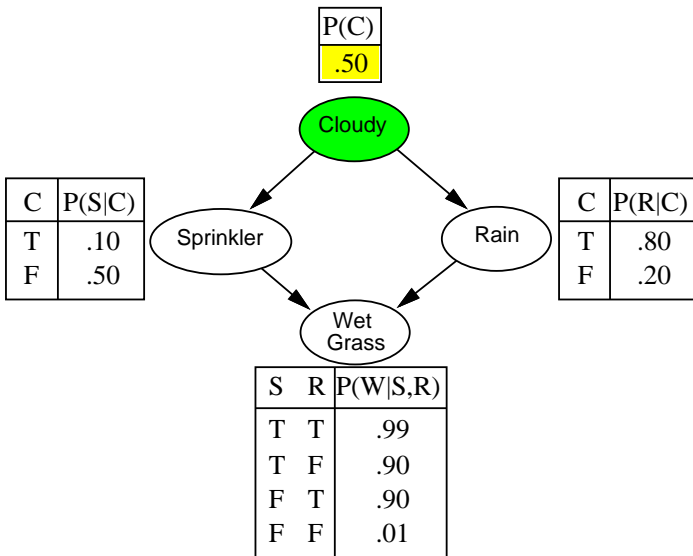 P(C)
.50
Cloudy
C P(S|C)
T .10
F .50
Sprinkler
Rain
C P(R|C)
T .80
F .20
Wet
Grass
S R P(W|S,R)
T T .99
T F .90
F T .90
F F .01